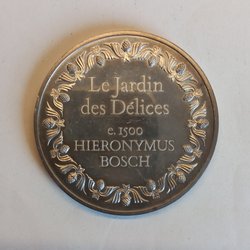 Le Jardin
des Délices
c. 1500
HIERONYMUS
BOSCH